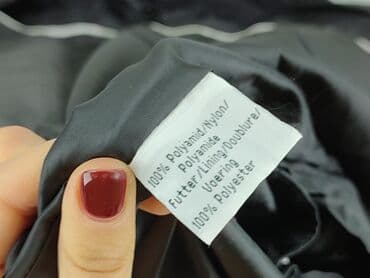 100% Polyamid/Nylon/
Polyamide
Futter/Lining/Doublure/
Voering
100% Polyester